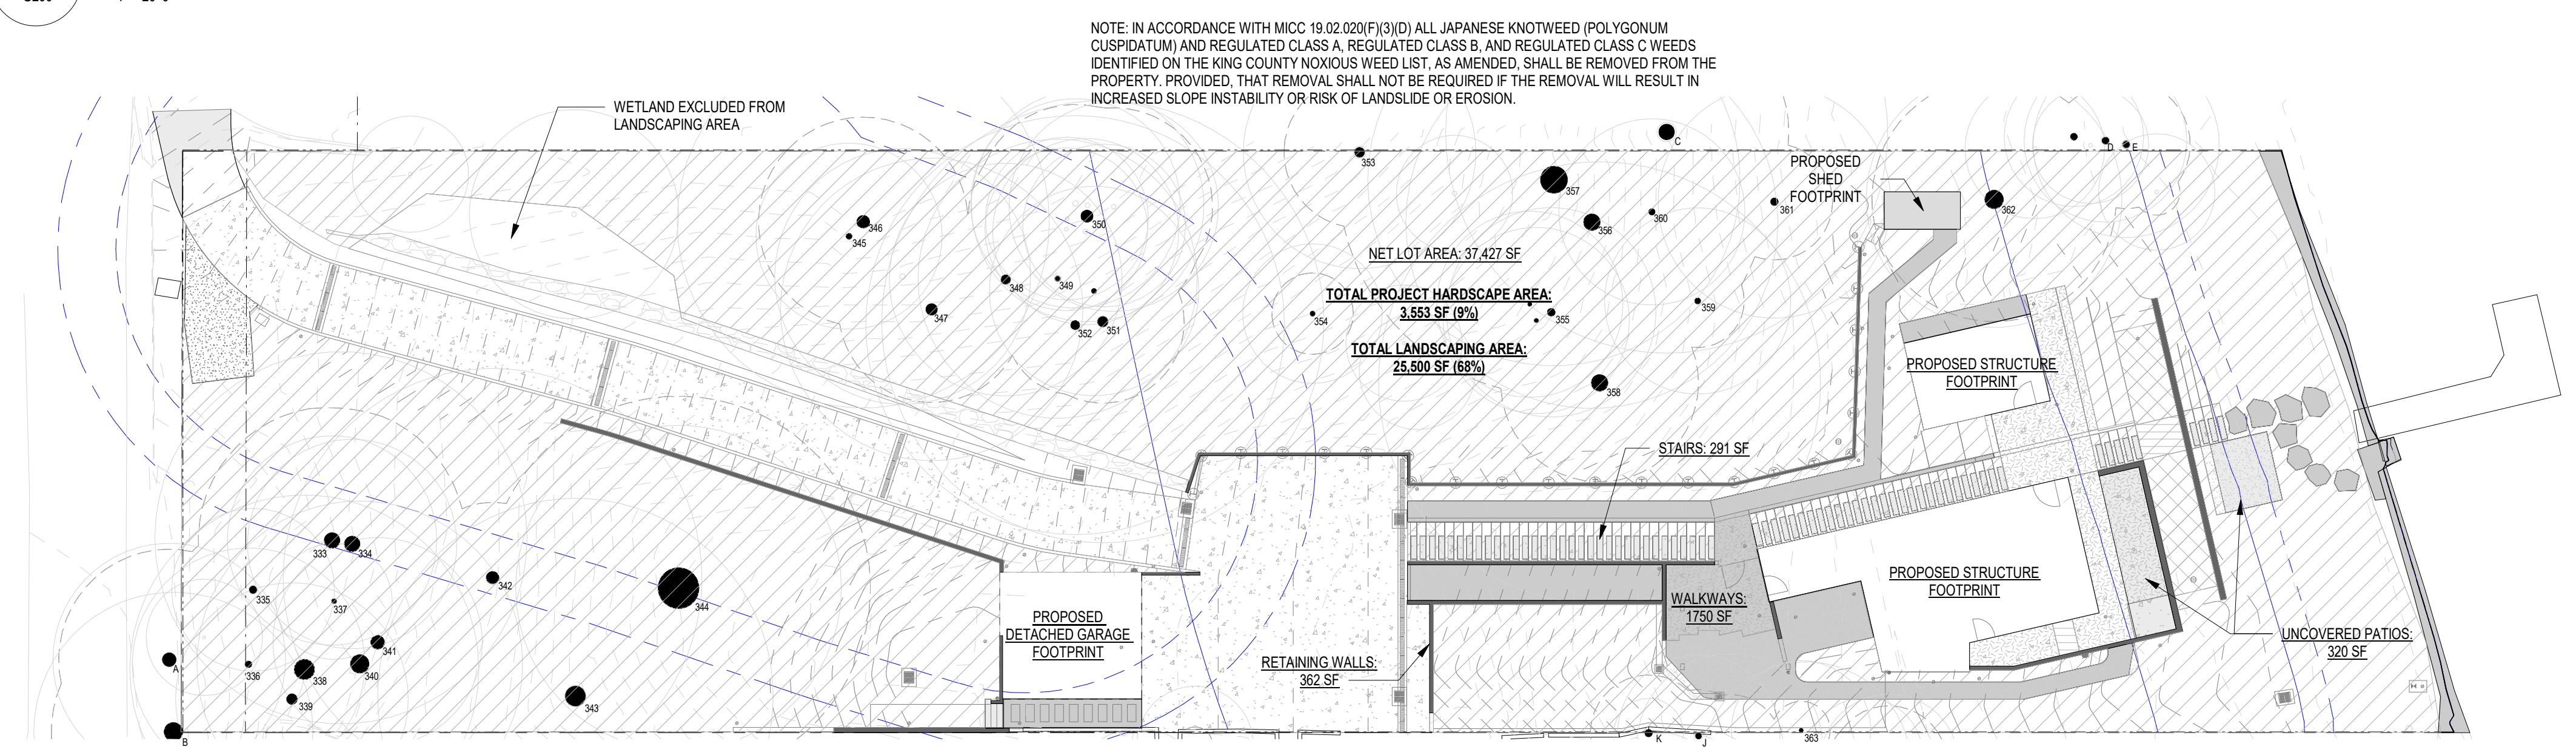 NOTE: IN ACCORDANCE WITH MICC 19.02.020(F)(3)(D) ALL JAPANESE KNOTWEED (POLYGONUM
CUSPIDATUM) AND REGULATED CLASS A, REGULATED CLASS B, AND REGULATED CLASS C WEEDS
IDENTIFIED ON THE KING COUNTY NOXIOUS WEED LIST, AS AMENDED, SHALL BE REMOVED FROM THE
PROPERTY. PROVIDED, THAT REMOVAL SHALL NOT BE REQUIRED IF THE REMOVAL WILL RESULT IN
INCREASED SLOPE INSTABILITY OR RISK OF LANDSLIDE OR EROSION.
WETLAND EXCLUDED FROM
LANDSCAPING AREA
C
D
E
353
357
PROPOSED
SHED
FOOTPRINT
346
345
350
356
360
361
362
NET LOT AREA: 37,427 SF
348
349
347
352
351
354
TOTAL PROJECT HARDSCAPE AREA:
3,553 SF (9%)
355
359
TOTAL LANDSCAPING AREA:
25,500 SF (68%)
358
PROPOSED STRUCTURE
FOOTPRINT
STAIRS: 291 SF
333
334
335
337
342
344
341
A
336
338
340
339
343
B
PROPOSED
DETACHED GARAGE
FOOTPRINT
WALKWAYS:
1750 SF
PROPOSED STRUCTURE
FOOTPRINT
RETAINING WALLS:
362 SF
UNCOVERED PATIOS:
320 SF
K
J
363